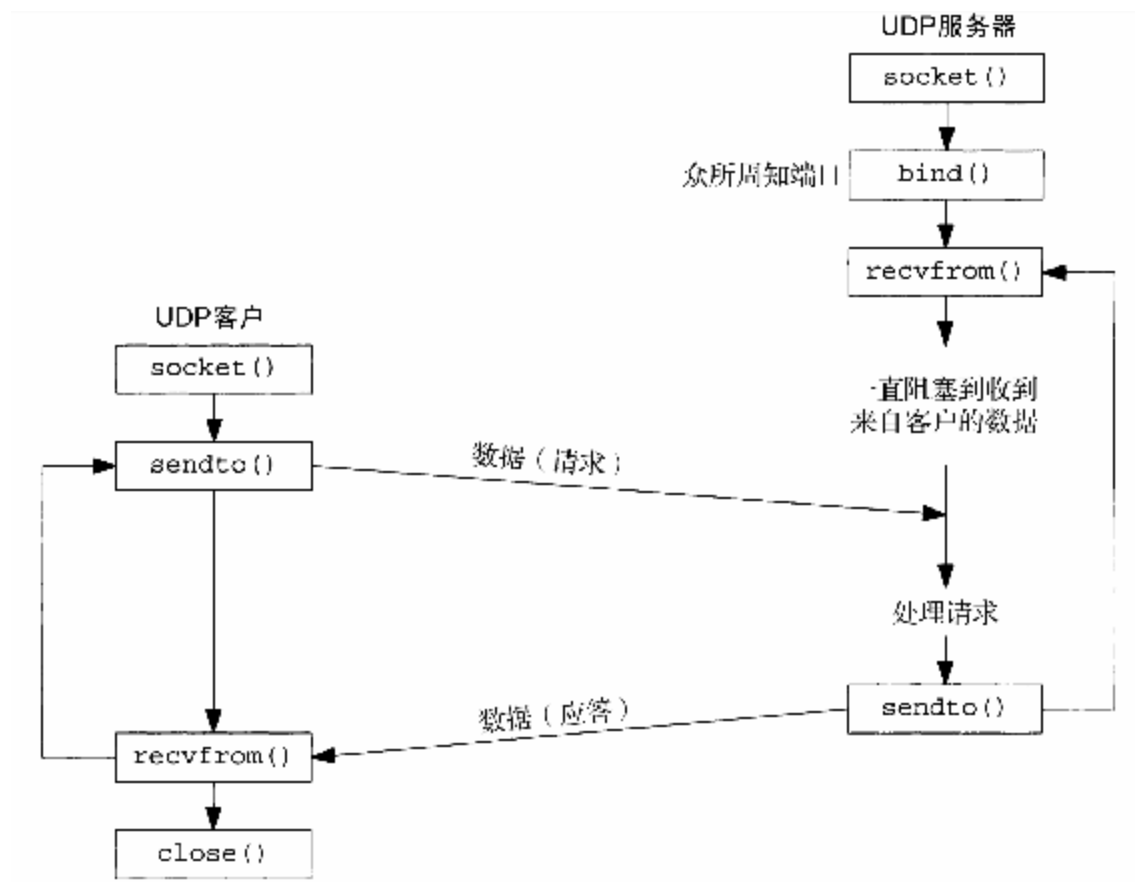 UDP服务器
socket()
众所周知端口
bind()
recvfrom()
一直阻塞到收到
来自客户的数据
UDP客户
socket()
sendto()
数据（请求）
处理请求
sendto()
数据（应答）
recvfrom()
close()